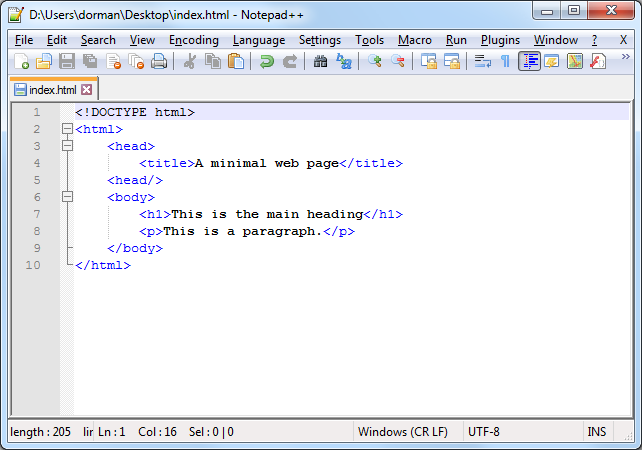 D:\Users\dorman\Desktop\index.html - Notepad++
File Edit Search View Encoding Language Settings Tools Macro Run Plugins Window ? X
index.html
1 <!DOCTYPE html>
2 <html>
3 <head>
4 <title>A minimal web page</title>
5 <head/>
6 <body>
7 <h1>This is the main heading</h1>
8 <p>This is a paragraph.</p>
9 </body>
10 </html>
length : 205 lir Ln : 1 Col : 16 Sel : 0 | 0 Windows (CR LF) UTF-8 INS